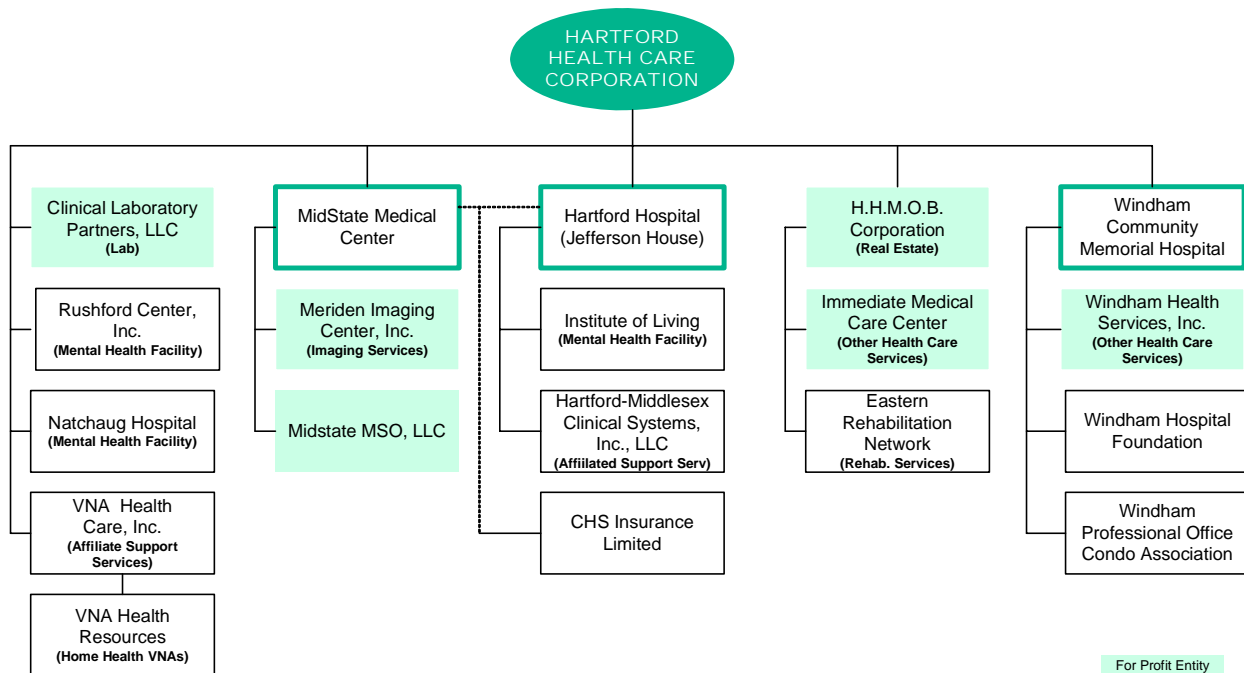 HARTFORD
HEALTH CARE
CORPORATION
Clinical Laboratory
Partners, LLC
(Lab)
MidState Medical
Center
Hartford Hospital
(Jefferson House)
H.H.M.O.B.
Corporation
(Real Estate)
Windham
Community
Memorial Hospital
Rushford Center,
Inc.
(Mental Health Facility)
Meriden Imaging
Center, Inc.
(Imaging Services)
Institute of Living
(Mental Health Facility)
Immediate Medical
Care Center
(Other Health Care
Services)
Windham Health
Services, Inc.
(Other Health Care
Services)
Natchaug Hospital
(Mental Health Facility)
Midstate MSO, LLC
Hartford-Middlesex
Clinical Systems,
Inc., LLC
(Affiilated Support Serv)
Eastern
Rehabilitation
Network
(Rehab. Services)
Windham Hospital
Foundation
VNA Health
Care, Inc.
(Affiliate Support
Services)
CHS Insurance
Limited
Windham
Professional Office
Condo Association
VNA Health
Resources
(Home Health VNAs)
For Profit Entity